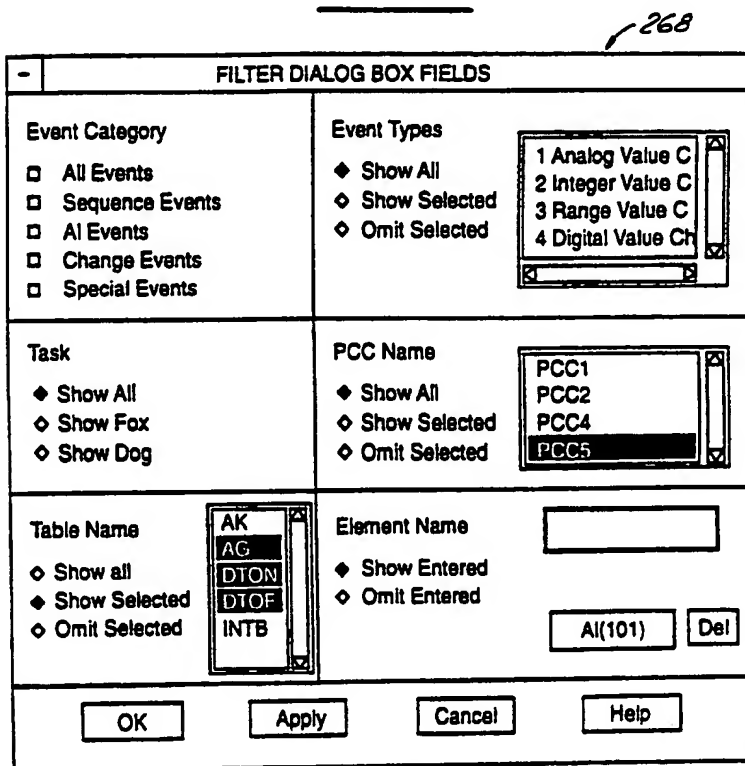 268
FILTER DIALOG BOX FIELDS
Event Category
All Events
Sequence Events
AI Events
Change Events
Special Events
Event Types
Show All
Show Selected
Omit Selected
1 Analog Value C
2 Integer Value C
3 Range Value C
4 Digital Value Ch
Task
Show All
Show Fox
Show Dog
PCC Name
Show All
Show Selected
Omit Selected
PCC1
PCC2
PCC4
PCC5
Table Name
Show all
Show Selected
Omit Selected
AK
AG
DTON
DTOF
INTB
Element Name
Show Entered
Omit Entered
AI(101)
Del
OK
Apply
Cancel
Help